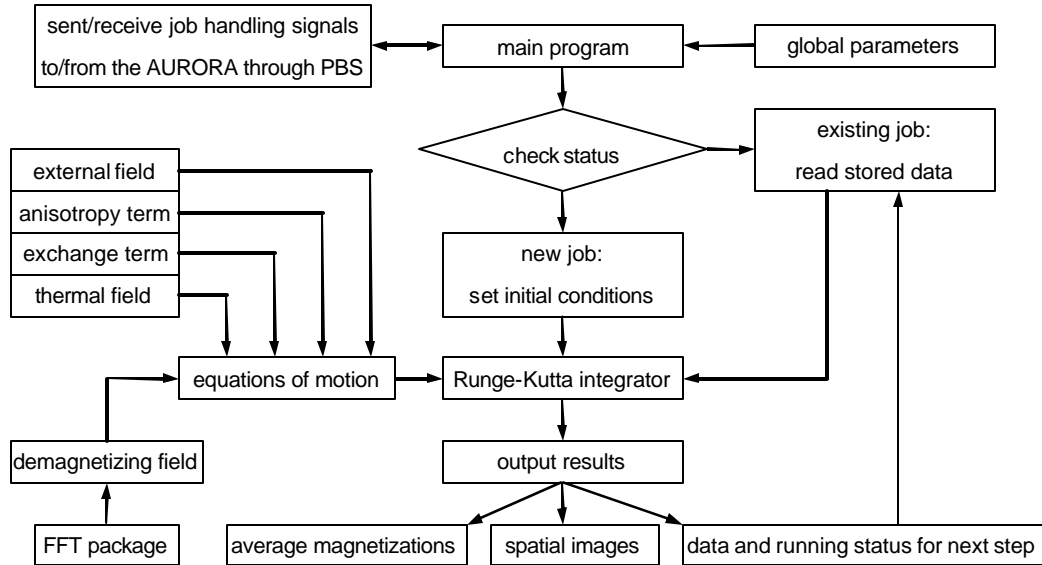 sent/receive job handling signals
to/from the AURORA through PBS
main program
global parameters
check status
existing job:
read stored data
external field
anisotropy term
exchange term
thermal field
new job:
set initial conditions
equations of motion
Runge-Kutta integrator
demagnetizing field
output results
FFT package
average magnetizations
spatial images
data and running status for next step